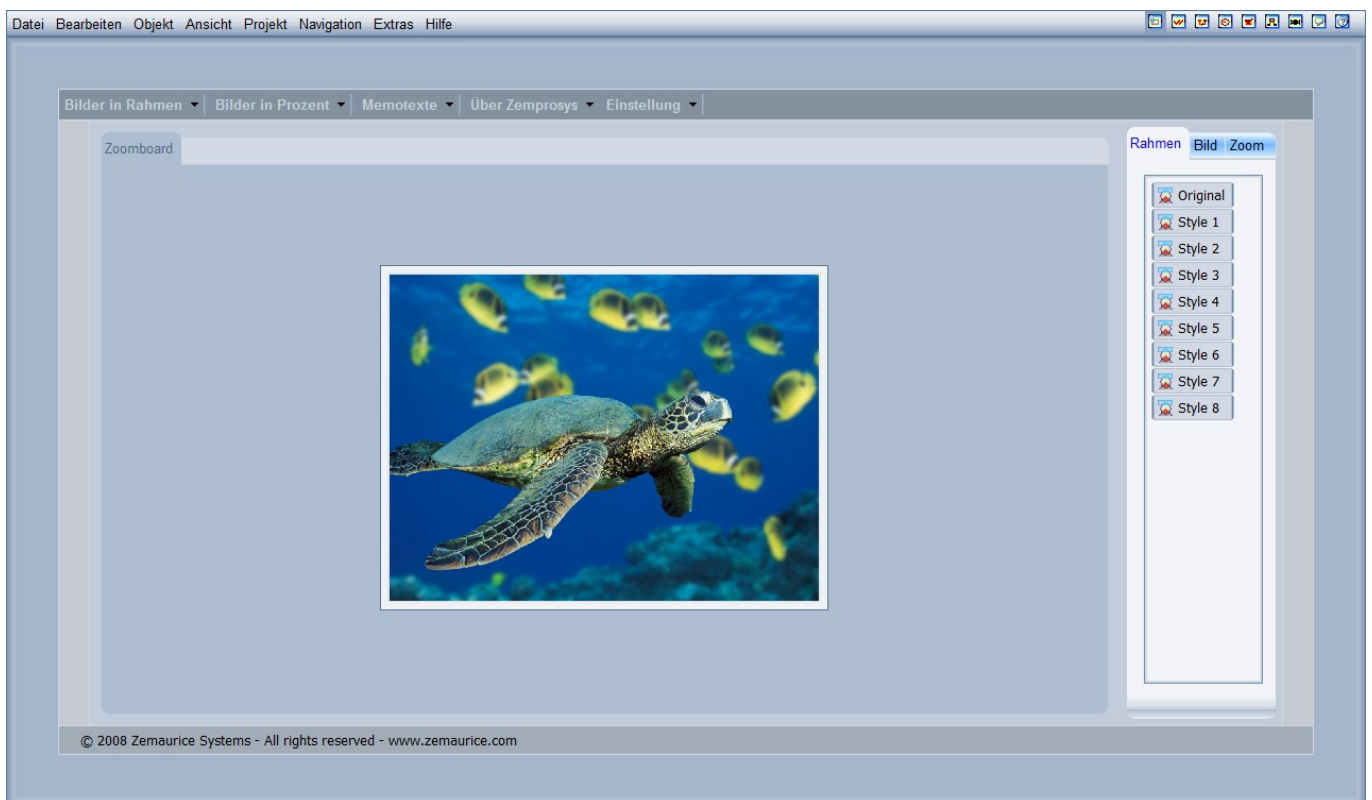 Datei Bearbeiten Objekt Ansicht Projekt Navigation Extras Hilfe
Bilder in Rahmen Bilder in Prozent Memotexte Über Zemprosys Einstellung
Zoomboard
Rahmen Bild Zoom
Original
Style 1
Style 2
Style 3
Style 4
Style 5
Style 6
Style 7
Style 8
© 2008 Zemaurice Systems - All rights reserved - www.zemaurice.com